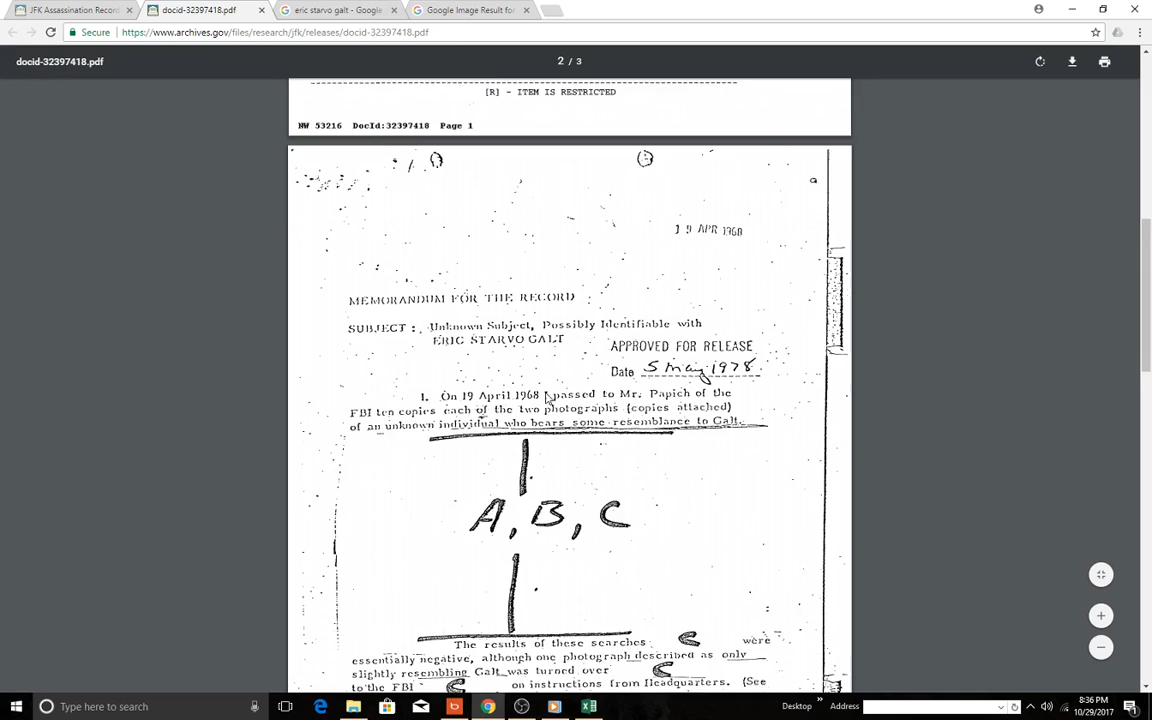 JFK Assassination Record
docid-32397418.pdf
eric starvo galt - Google
Google Image Result for
Secure
https://www.archives.gov/files/research/jfk/releases/docid-32397418.pdf
docid-32397418.pdf
2 / 3
[R] - ITEM IS RESTRICTED
NW 53216 DocId:32397418 Page 1
19 APR 1968
MEMORANDUM FOR THE RECORD
SUBJECT : Unknown Subject, Possibly Identifiable with
ERIC STARVO GALT
APPROVED FOR RELEASE
Date 5 May 1978
1. On 19 April 1968 I passed to Mr. Papich of the
FBI ten copies each of the two photographs (copies attached)
of an unknown individual who bears some resemblance to Galt.
A, B, C
The results of these searches C were
essentially negative, although one photograph described as only
slightly resembling Galt was turned over C
to the FBI C on instructions from Headquarters. (See
Type here to search
Desktop
Address
8:36 PM
10/29/2017